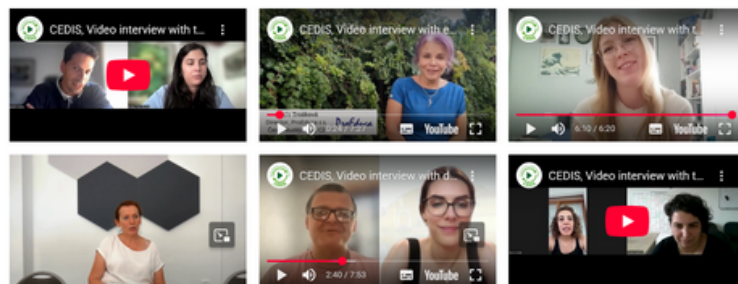 CEDIS, Video interview with t...
CEDIS, Video interview with e...
CEDIS, Video interview with t...
0:24 / 7:27
YouTube
6:10 / 6:20
YouTube
CEDIS, Video interview with d...
CEDIS, Video interview with t...
2:40 / 7:53
YouTube